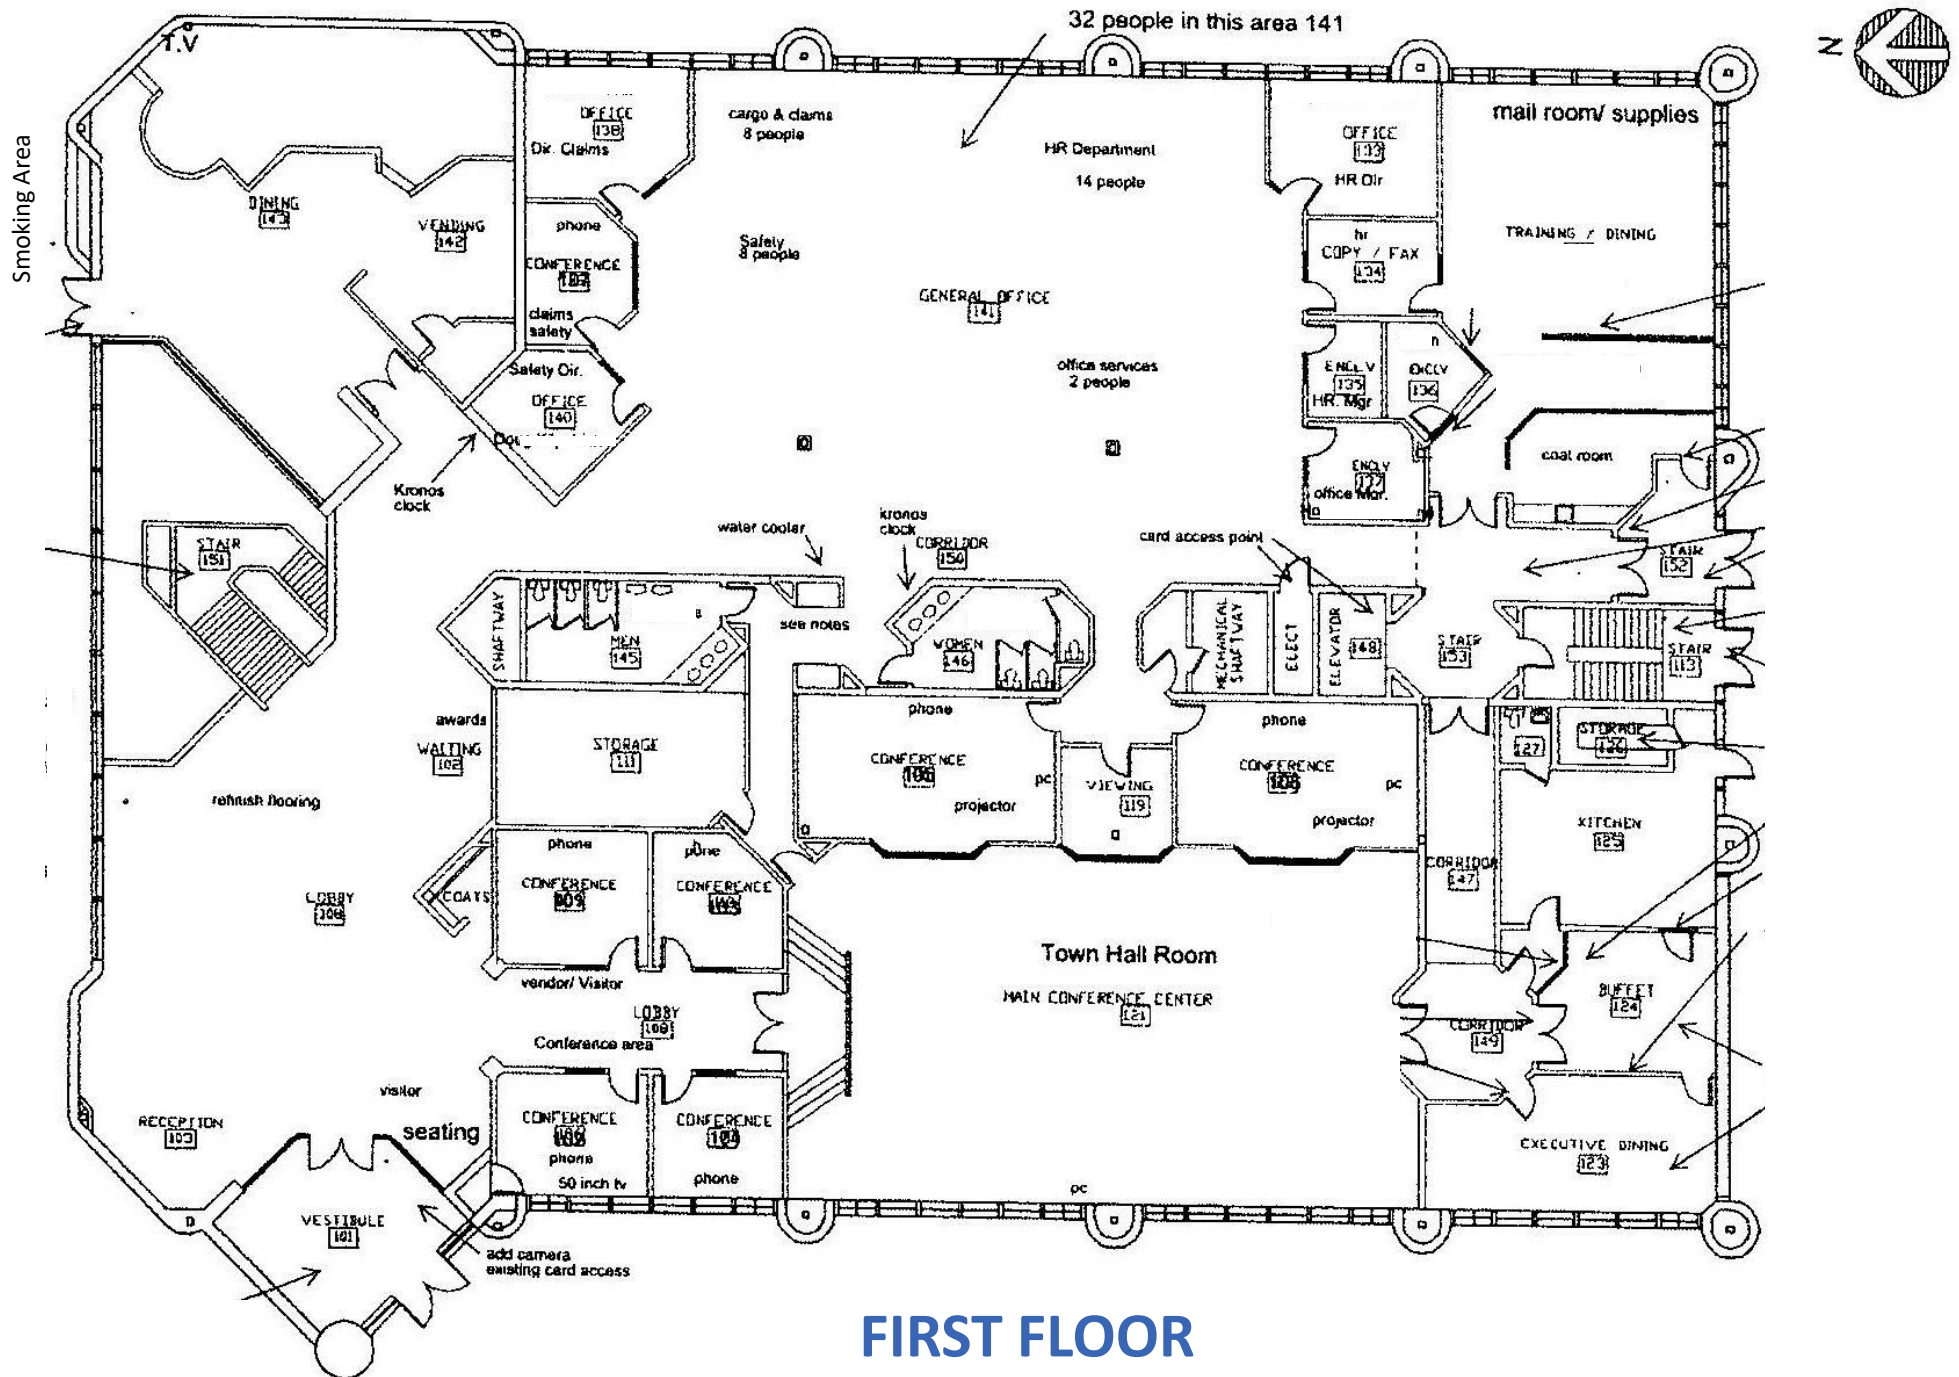 32 people in this area 141
N
T.V
mail room/ supplies
OFFICE
138
Dir. Claims
cargo & claims
8 people
HR Department
14 people
OFFICE
133
HR Dir
Smoking Area
DINING
143
VENDING
142
phone
CONFERENCE
claims
safety
Safety
8 people
GENERAL OFFICE
141
hr
COPY / FAX
134
TRAINING / DINING
Safety Dir.
OFFICE
140
office services
2 people
ENCLV
135
HR. Mgr
n
ENCLV
136
Kronos
clock
ENCLV
137
office Mgr.
coat room
water cooler
kronos
clock
CORRIDOR
150
card access point
STAIR
151
STAIR
152
SHAFTWAY
MEN
145
see notes
WOMEN
146
MECHANICAL
SHAFTWAY
ELECT
ELEVATOR
148
STAIR
153
STAIR
113
awards
WAITING
102
STORAGE
111
phone
CONFERENCE
106
pc
projector
VIEWING
119
phone
CONFERENCE
108
pc
projector
127
STORAGE
126
refinish flooring
KITCHEN
125
phone
CONFERENCE
109
phone
CONFERENCE
COATS
LOBBY
CORRIDOR
147
vendor/ Visitor
LOBBY
Conference area
Town Hall Room
MAIN CONFERENCE CENTER
121
BUFFET
124
CORRIDOR
149
visitor
seating
RECEPTION
103
CONFERENCE
phone
50 inch tv
CONFERENCE
104
phone
pc
EXECUTIVE DINING
123
VESTIBULE
101
add camera
existing card access
FIRST FLOOR